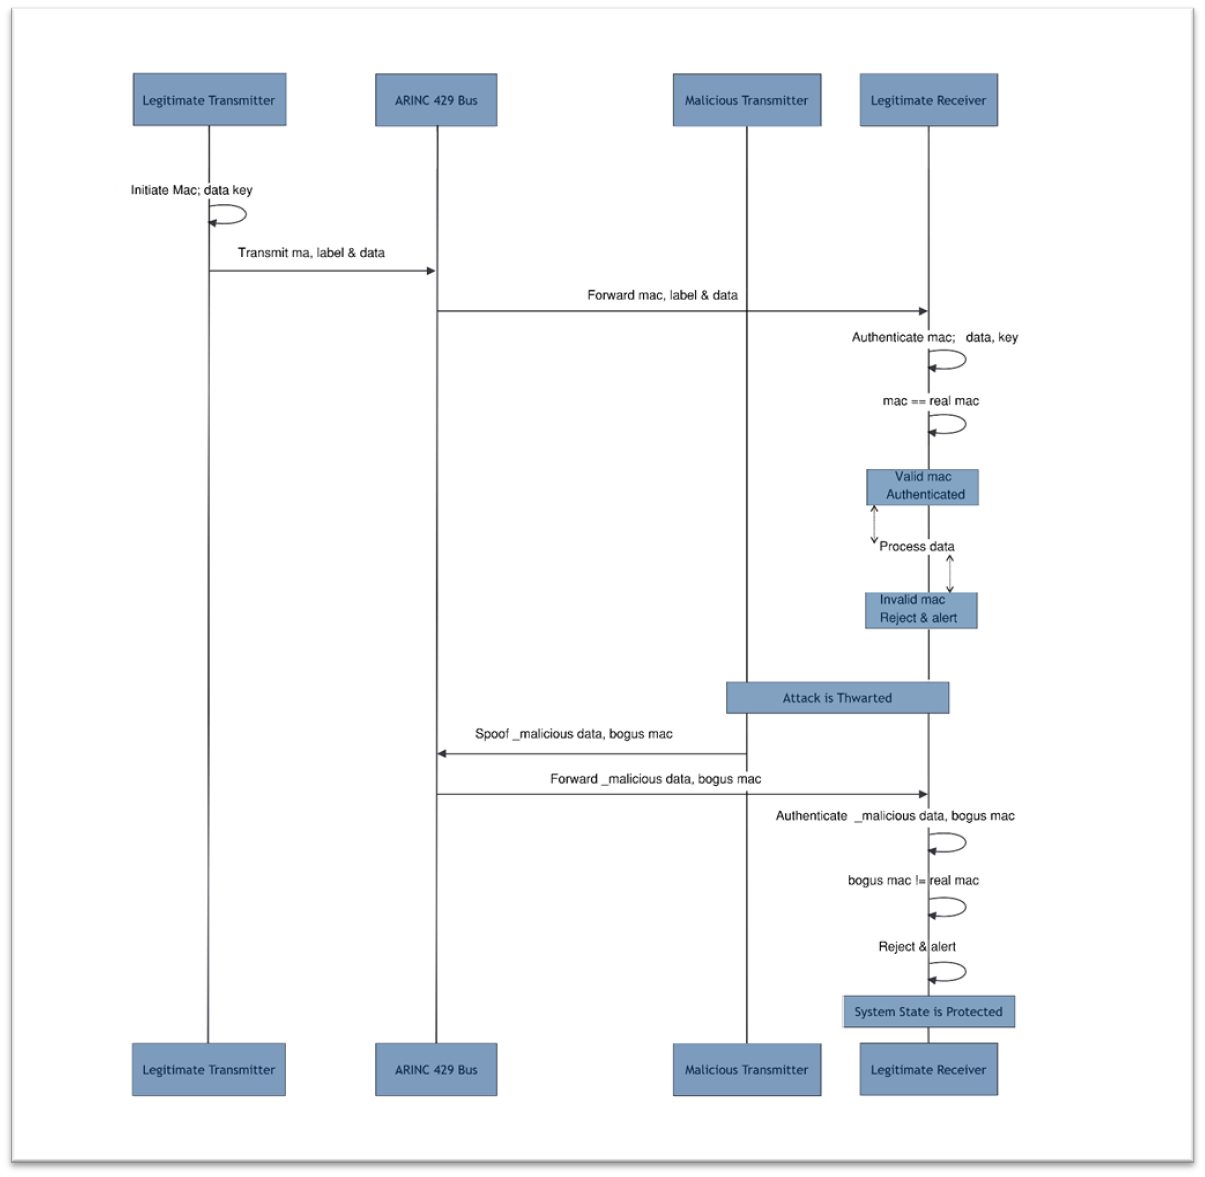 Legitimate Transmitter
ARINC 429 Bus
Malicious Transmitter
Legitimate Receiver
Initiate Mac; data key
Transmit ma, label & data
Forward mac, label & data
Authenticate mac; data, key
mac == real mac
Valid mac
Authenticated
Process data
Invalid mac
Reject & alert
Attack is Thwarted
Spoof _malicious data, bogus mac
Forward _malicious data, bogus mac
Authenticate _malicious data, bogus mac
bogus mac != real mac
Reject & alert
System State is Protected
Legitimate Transmitter
ARINC 429 Bus
Malicious Transmitter
Legitimate Receiver